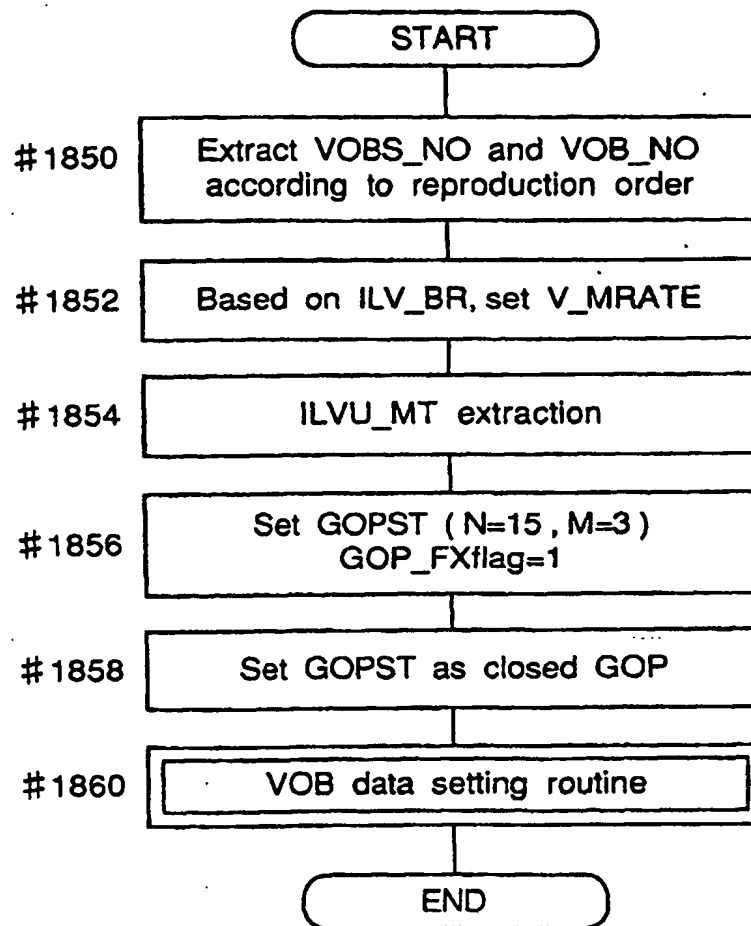 START
#1850 Extract VOBS_NO and VOB_NO
according to reproduction order
#1852 Based on ILV_BR, set V_MRATE
#1854 ILVU_MT extraction
#1856 Set GOPST (N=15, M=3)
GOP_FXflag=1
#1858 Set GOPST as closed GOP
#1860 VOB data setting routine
END